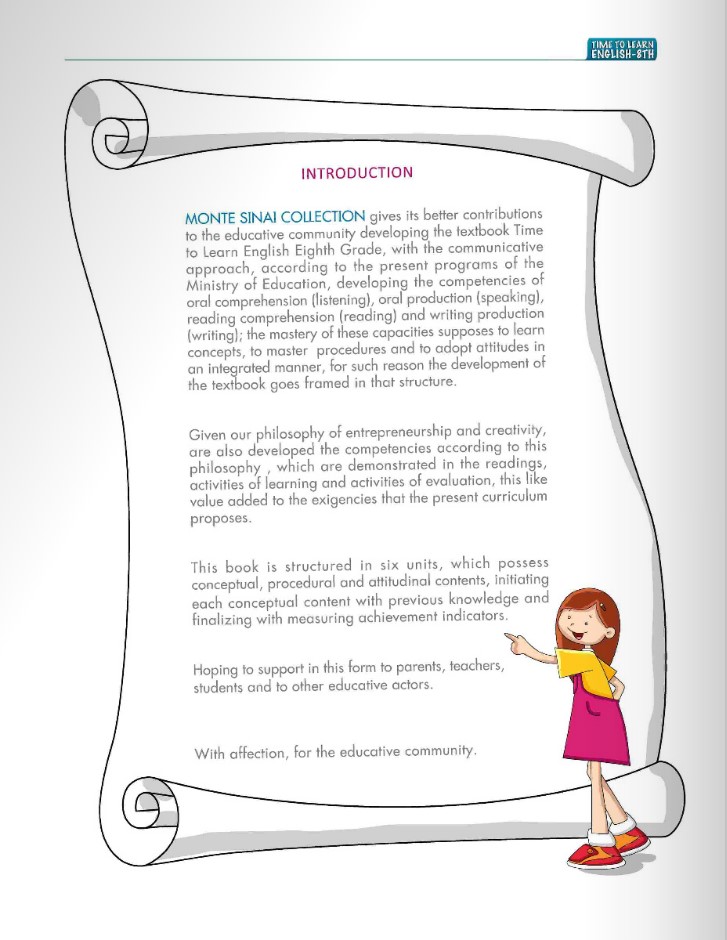 TIME TO LEARN
ENGLISH-8TH
INTRODUCTION
MONTE SINAI COLLECTION gives its better contributions
to the educative community developing the textbook Time
to Learn English Eighth Grade, with the communicative
approach, according to the present programs of the
Ministry of Education, developing the competencies of
oral comprehension (listening), oral production (speaking),
reading comprehension (reading) and writing production
(writing); the mastery of these capacities supposes to learn
concepts, to master procedures and to adopt attitudes in
an integrated manner, for such reason the development of
the textbook goes framed in that structure.
Given our philosophy of entrepreneurship and creativity,
are also developed the competencies according to this
philosophy , which are demonstrated in the readings,
activities of learning and activities of evaluation, this like
value added to the exigencies that the present curriculum
proposes.
This book is structured in six units, which possess
conceptual, procedural and attitudinal contents, initiating
each conceptual content with previous knowledge and
finalizing with measuring achievement indicators.
Hoping to support in this form to parents, teachers,
students and to other educative actors.
With affection, for the educative community.